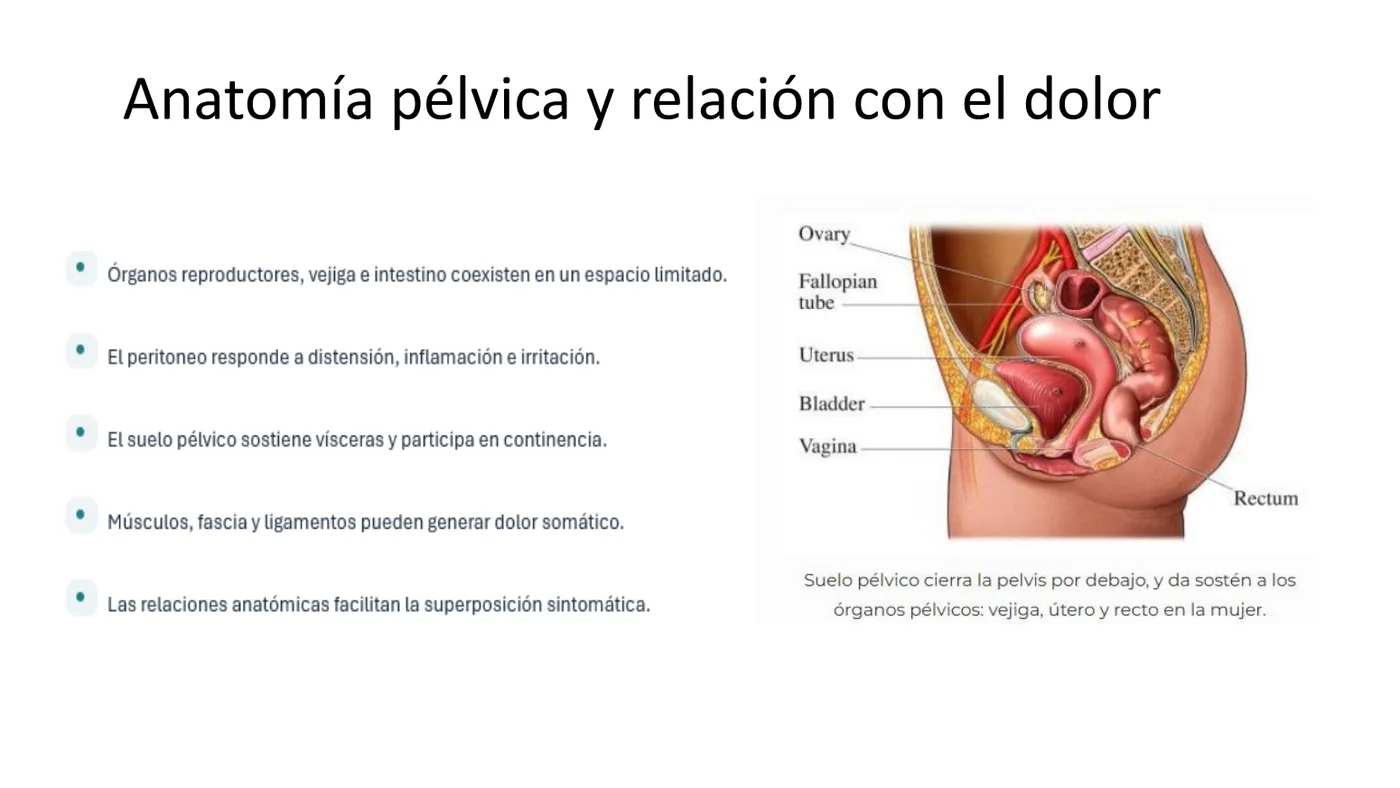 Anatomía pélvica y relación con el dolor
Órganos reproductores, vejiga e intestino coexisten en un espacio limitado.
El peritoneo responde a distensión, inflamación e irritación.
El suelo pélvico sostiene vísceras y participa en continencia.
Músculos, fascia y ligamentos pueden generar dolor somático.
Las relaciones anatómicas facilitan la superposición sintomática.
Ovary
Fallopian
tube
Uterus
Bladder
Vagina
Rectum
Suelo pélvico cierra la pelvis por debajo, y da sostén a los
órganos pélvicos: vejiga, útero y recto en la mujer.